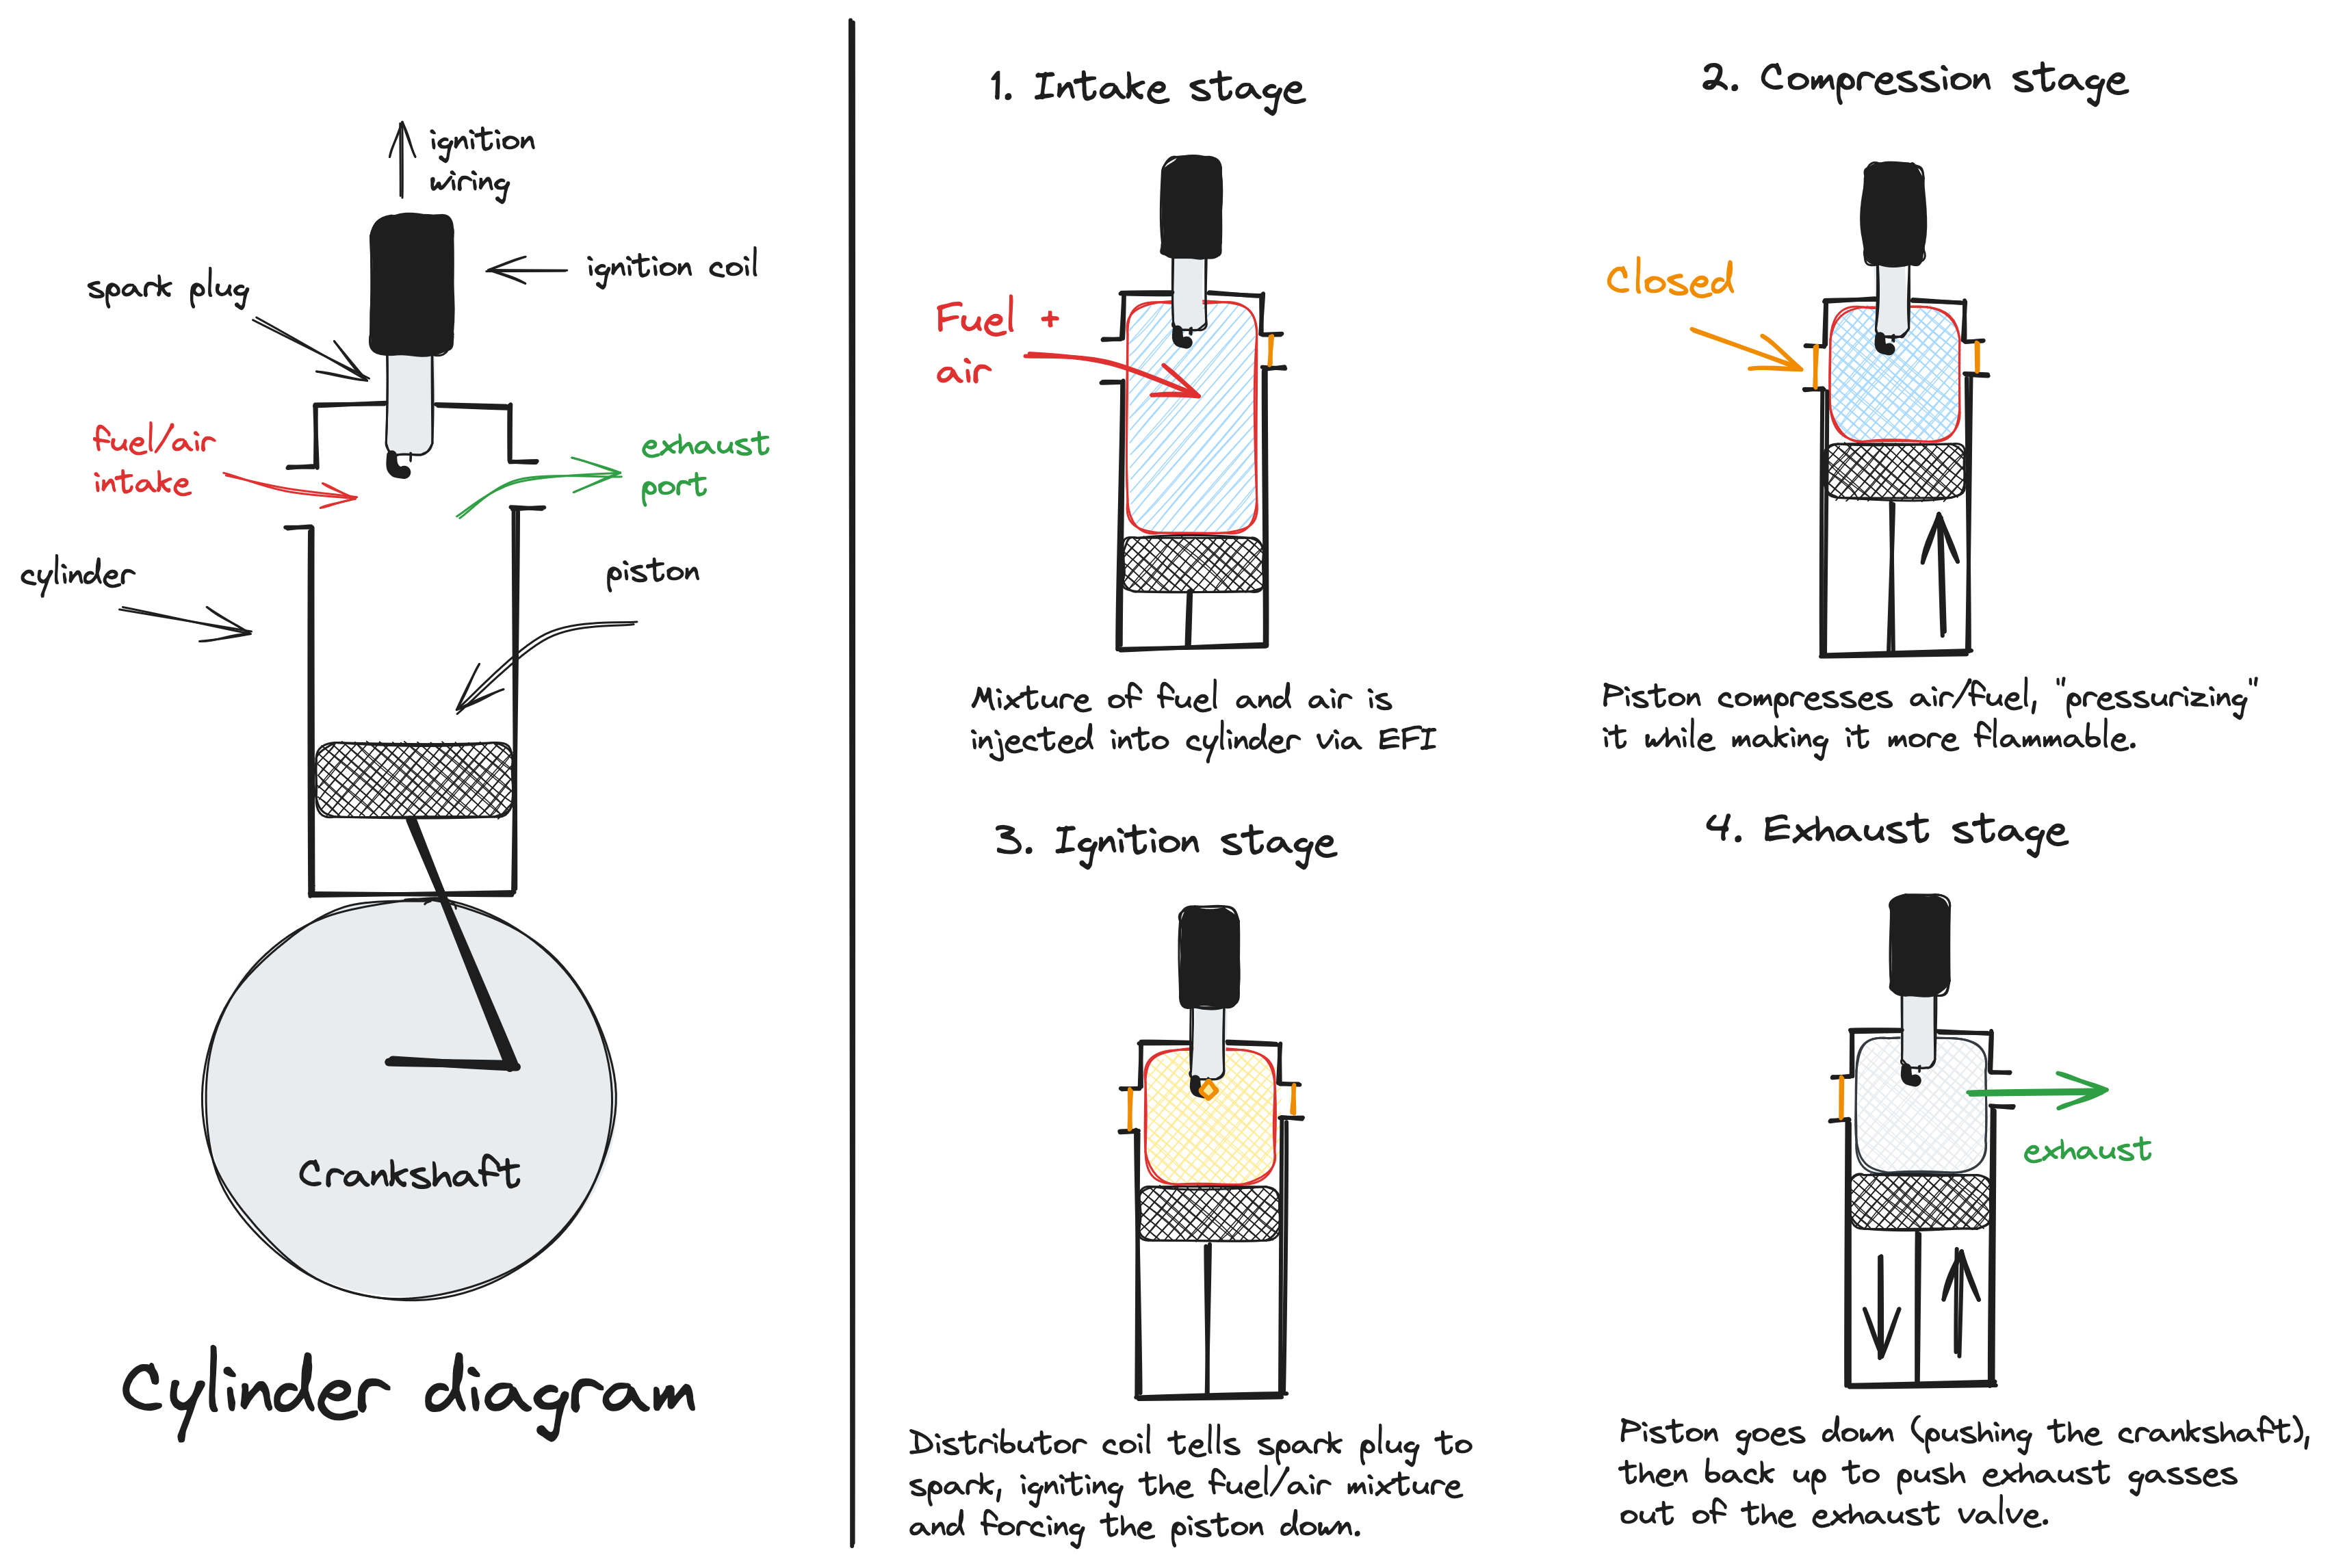 ignition
wiring
ignition coil
spark plug
fuel/air
intake
exhaust
port
cylinder
piston
Crankshaft
Cylinder diagram
1. Intake stage
Fuel +
air
Mixture of fuel and air is
injected into cylinder via EFI
2. Compression stage
Closed
Piston compresses air/fuel, "pressurizing"
it while making it more flammable.
3. Ignition stage
Distributor coil tells spark plug to
spark, igniting the fuel/air mixture
and forcing the piston down.
4. Exhaust stage
exhaust
Piston goes down (pushing the crankshaft),
then back up to push exhaust gasses
out of the exhaust valve.